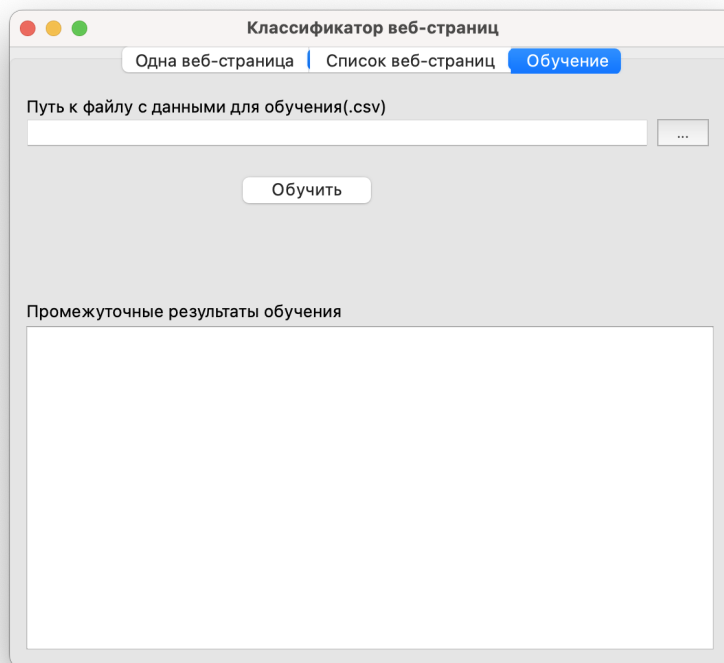 Классификатор веб-страниц
Одна веб-страница Список веб-страниц Обучение
Путь к файлу с данными для обучения(.csv)
...
Обучить
Промежуточные результаты обучения